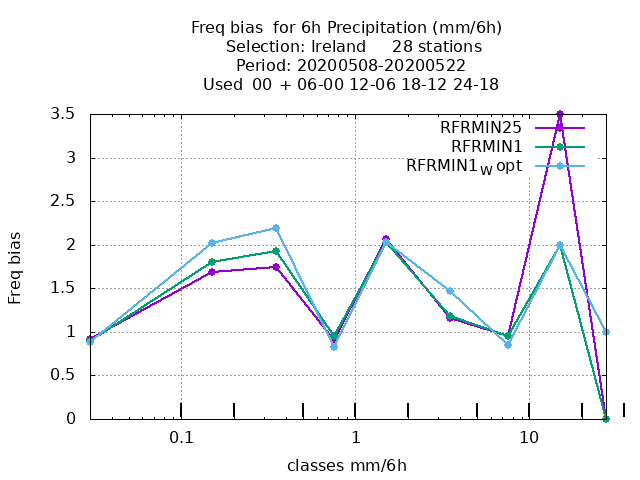 Freq bias  for 6h Precipitation (mm/6h)
Selection: Ireland     28 stations
Period: 20200508-20200522
Used  00  + 06-00 12-06 18-12 24-18
RFRMIN25
RFRMIN1
RFRMIN1W opt
3.5
3
2.5
2
1.5
1
0.5
0
Freq bias
0.1
1
10
classes mm/6h